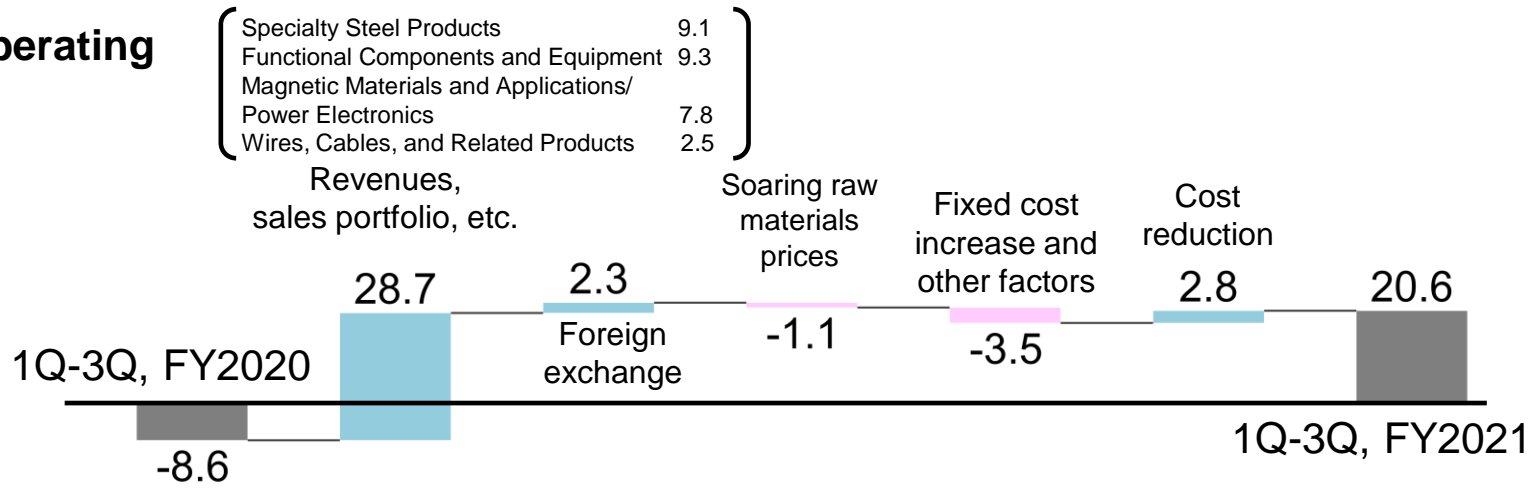 perating
Specialty Steel Products 9.1
Functional Components and Equipment 9.3
Magnetic Materials and Applications/
Power Electronics 7.8
Wires, Cables, and Related Products 2.5
Revenues,
sales portfolio, etc.
28.7
2.3
Foreign
exchange
Soaring raw
materials
prices
-1.1
Fixed cost
increase and
other factors
-3.5
Cost
reduction
2.8
20.6
1Q-3Q, FY2020
-8.6
1Q-3Q, FY2021